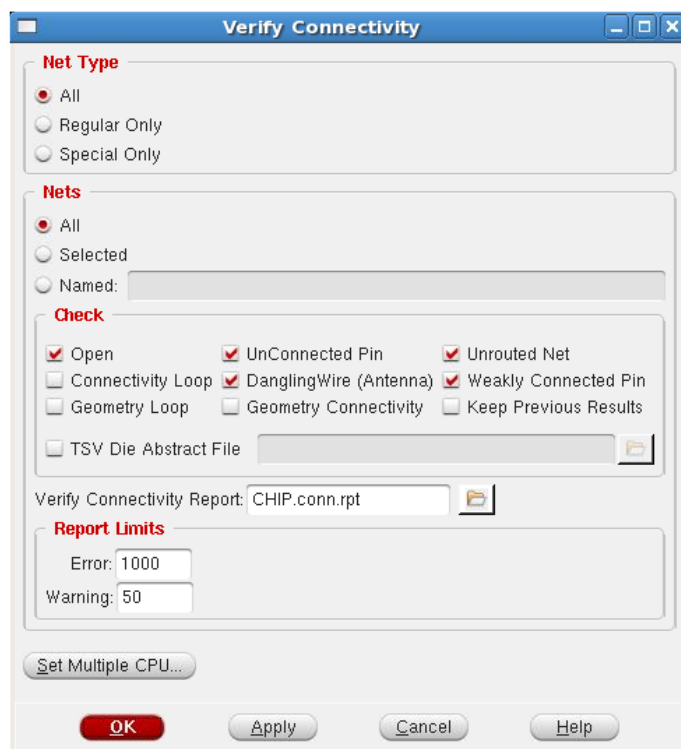 Verify Connectivity
Net Type
All
Regular Only
Special Only
Nets
All
Selected
Named:
Check
Open UnConnected Pin Unrouted Net
Connectivity Loop DanglingWire (Antenna) Weakly Connected Pin
Geometry Loop Geometry Connectivity Keep Previous Results
TSV Die Abstract File
Verify Connectivity Report: CHIP.conn.rpt
Report Limits
Error: 1000
Warning: 50
Set Multiple CPU...
OK Apply Cancel Help